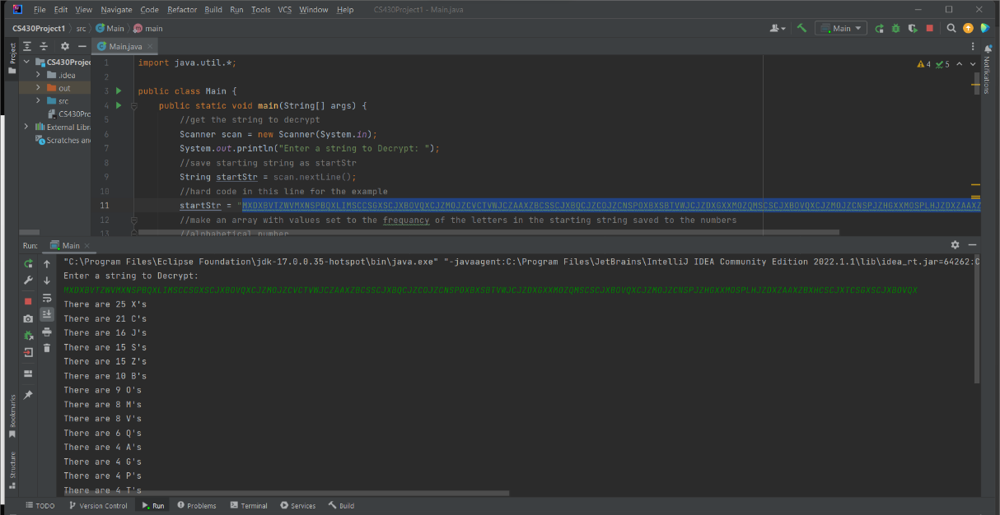 File Edit View Navigate Code Refactor Build Run Tools VCS Window Help CS430Project1 - Main.java
CS430Project1 src Main main Main
Project
Main.java
CS430Projec
.idea
out
src
CS430Pro
External Libra
Scratches and
4 5
Notifications
1 import java.util.*;
2
3 public class Main {
4 public static void main(String[] args) {
5 //get the string to decrypt
6 Scanner scan = new Scanner(System.in);
7 System.out.println("Enter a string to Decrypt: ");
8 //save starting string as startStr
9 String startStr = scan.nextLine();
10 //hard code in this line for the example
11 startStr = "
12 //make an array with values set to the frequancy of the letters in the starting string saved to the numbers
13 //alphabetical number
Run: Main
"C:\Program Files\Eclipse Foundation\jdk-17.0.0.35-hotspot\bin\java.exe" "-javaagent:C:\Program Files\JetBrains\IntelliJ IDEA Community Edition 2022.1.1\lib\idea_rt.jar=64262:C
Enter a string to Decrypt:
There are 25 X's
There are 21 C's
There are 16 J's
There are 15 S's
There are 15 Z's
There are 10 B's
There are 9 O's
There are 8 M's
There are 8 V's
There are 6 Q's
There are 4 A's
There are 4 G's
There are 4 P's
There are 4 T's
Bookmarks
Structure
TODO Version Control Run Problems Terminal Services Build